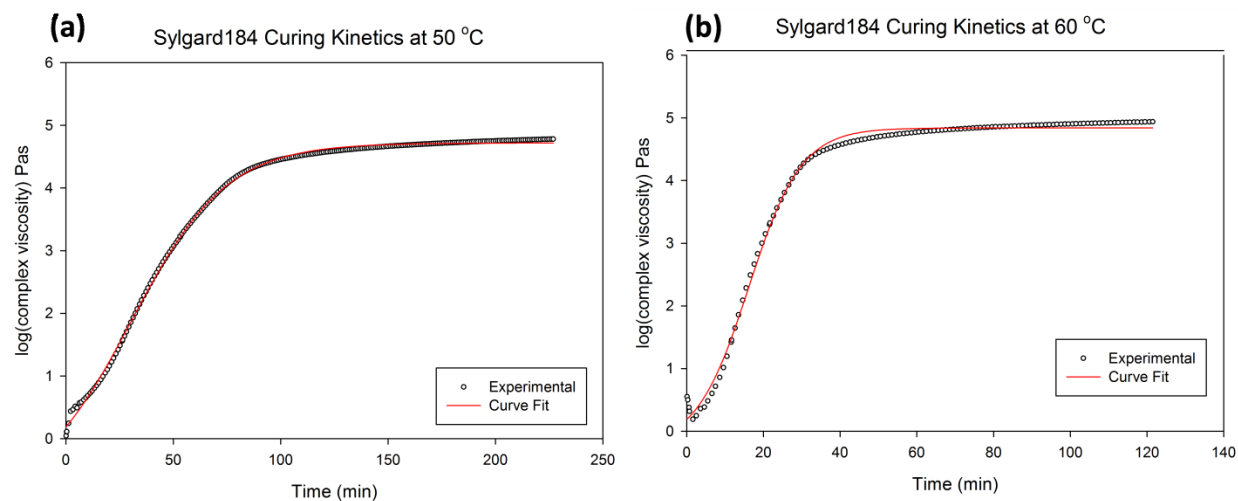 (a)
Sylgard184 Curing Kinetics at 50 °C
6
5
4
3
2
1
0
log(complex viscosity) Pas
0 50 100 150 200 250
Time (min)
Experimental
Curve Fit
(b)
Sylgard184 Curing Kinetics at 60 °C
6
5
4
3
2
1
0
log(complex viscosity) Pas
0 20 40 60 80 100 120 140
Time (min)
Experimental
Curve Fit